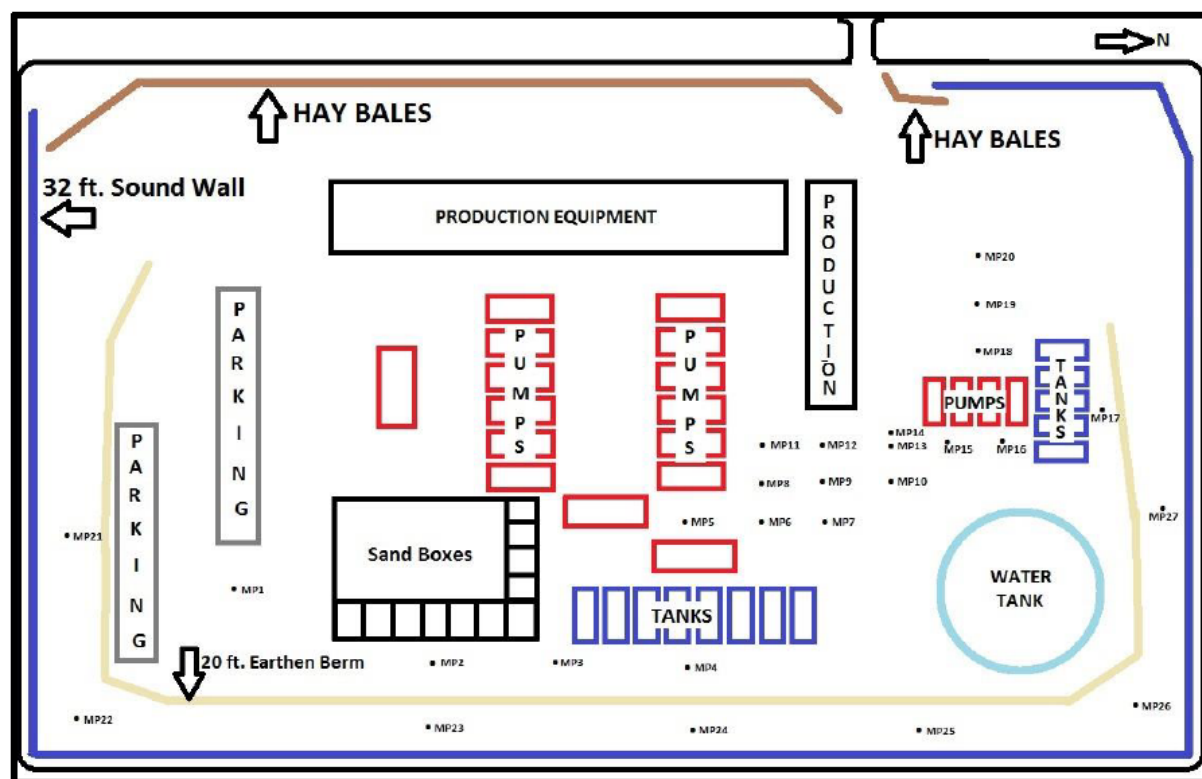 N
HAY BALES
HAY BALES
32 ft. Sound Wall
PRODUCTION EQUIPMENT
PRODUCTION
MP20
MP19
MP18
PARKING
PUMPS
PUMPS
TANKS
PUMPS
MP17
MP14
MP11
MP12
MP13
MP15
MP16
PARKING
MP8
MP9
MP10
MP27
MP5
MP6
MP7
MP21
Sand Boxes
WATER
TANK
MP1
TANKS
20 ft. Earthen Berm
MP2
MP3
MP4
MP22
MP23
MP24
MP25
MP26